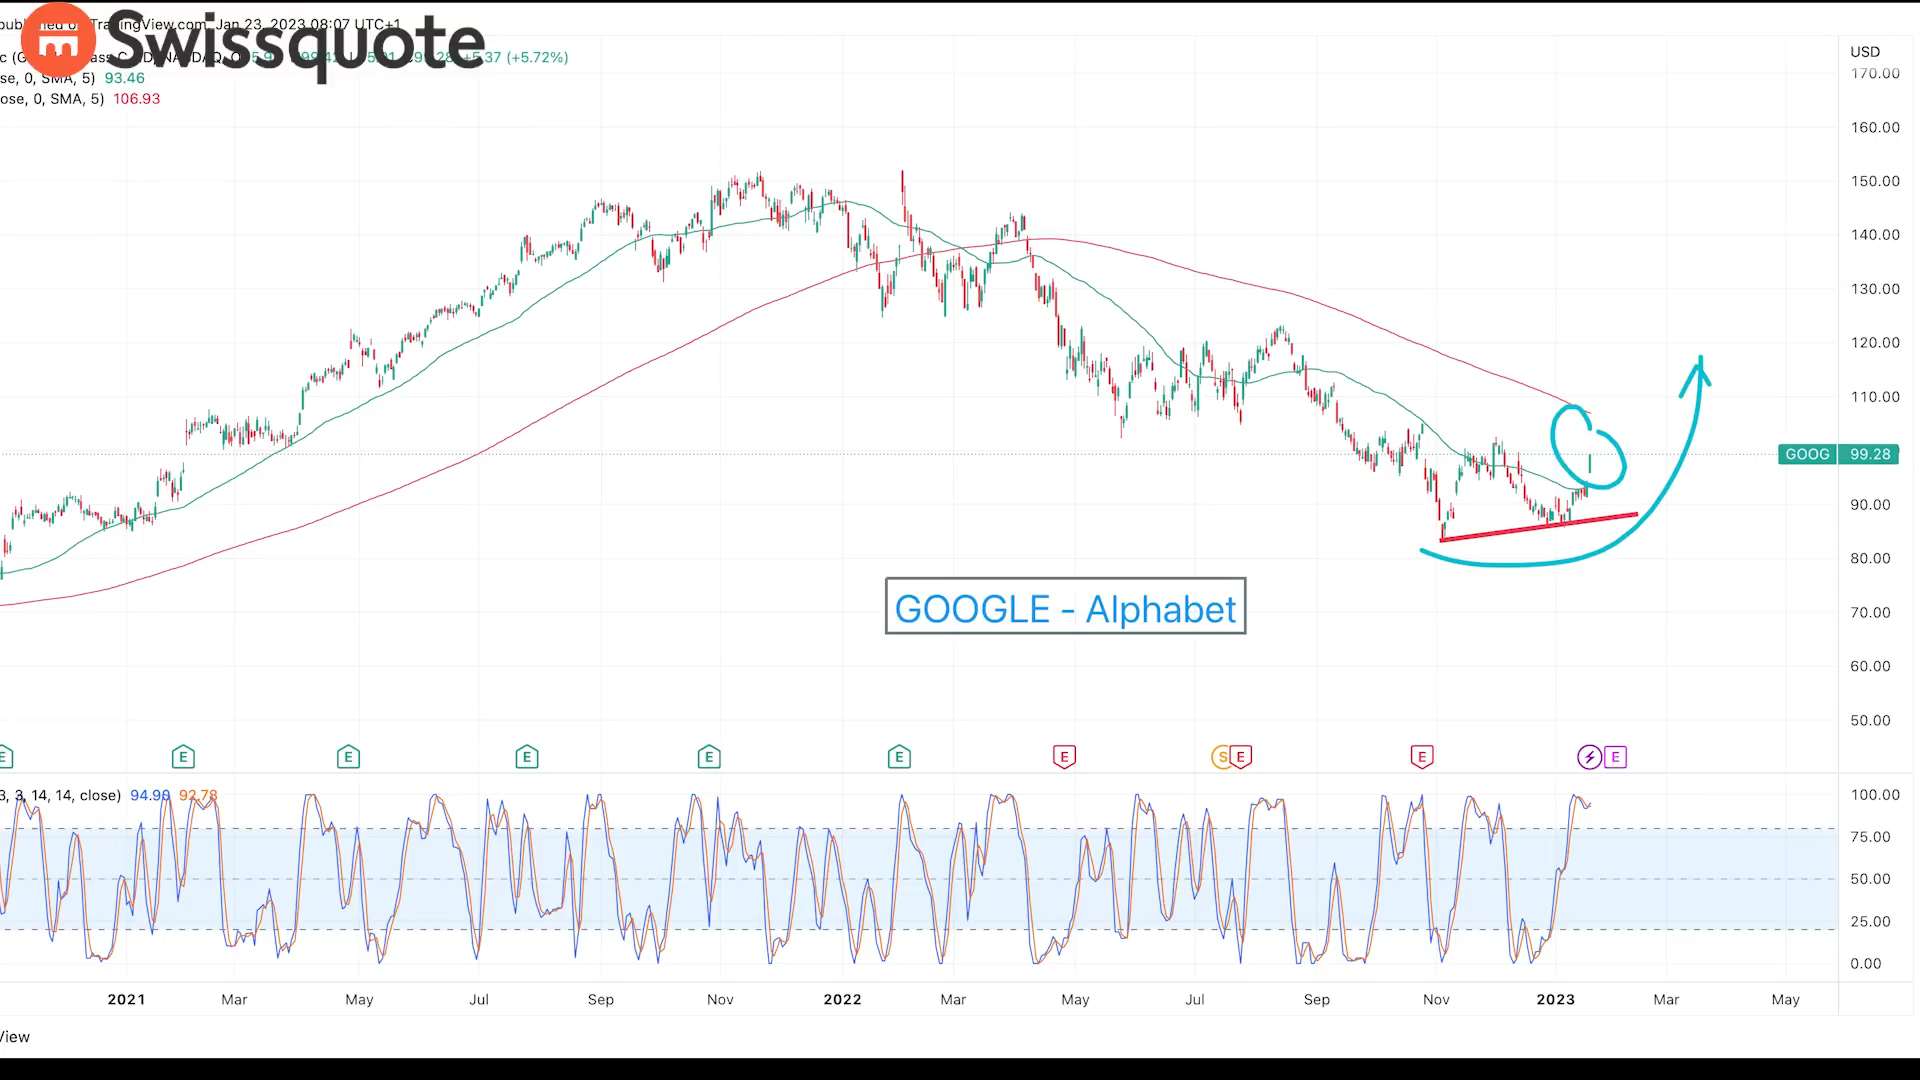 Swissquote
publ TradingView.com, Jan 23, 2023 08:07 UTC+1
+5.37 (+5.72%)
se, 0, SMA, 5) 93.46
ose, 0, SMA, 5) 106.93
USD
170.00
160.00
150.00
140.00
130.00
120.00
110.00
GOOG 99.28
90.00
80.00
70.00
60.00
50.00
GOOGLE - Alphabet
E E E E E E E S E E E
3, 3, 14, 14, close) 94.90 92.78
100.00
75.00
50.00
25.00
0.00
2021 Mar May Jul Sep Nov 2022 Mar May Jul Sep Nov 2023 Mar May
View